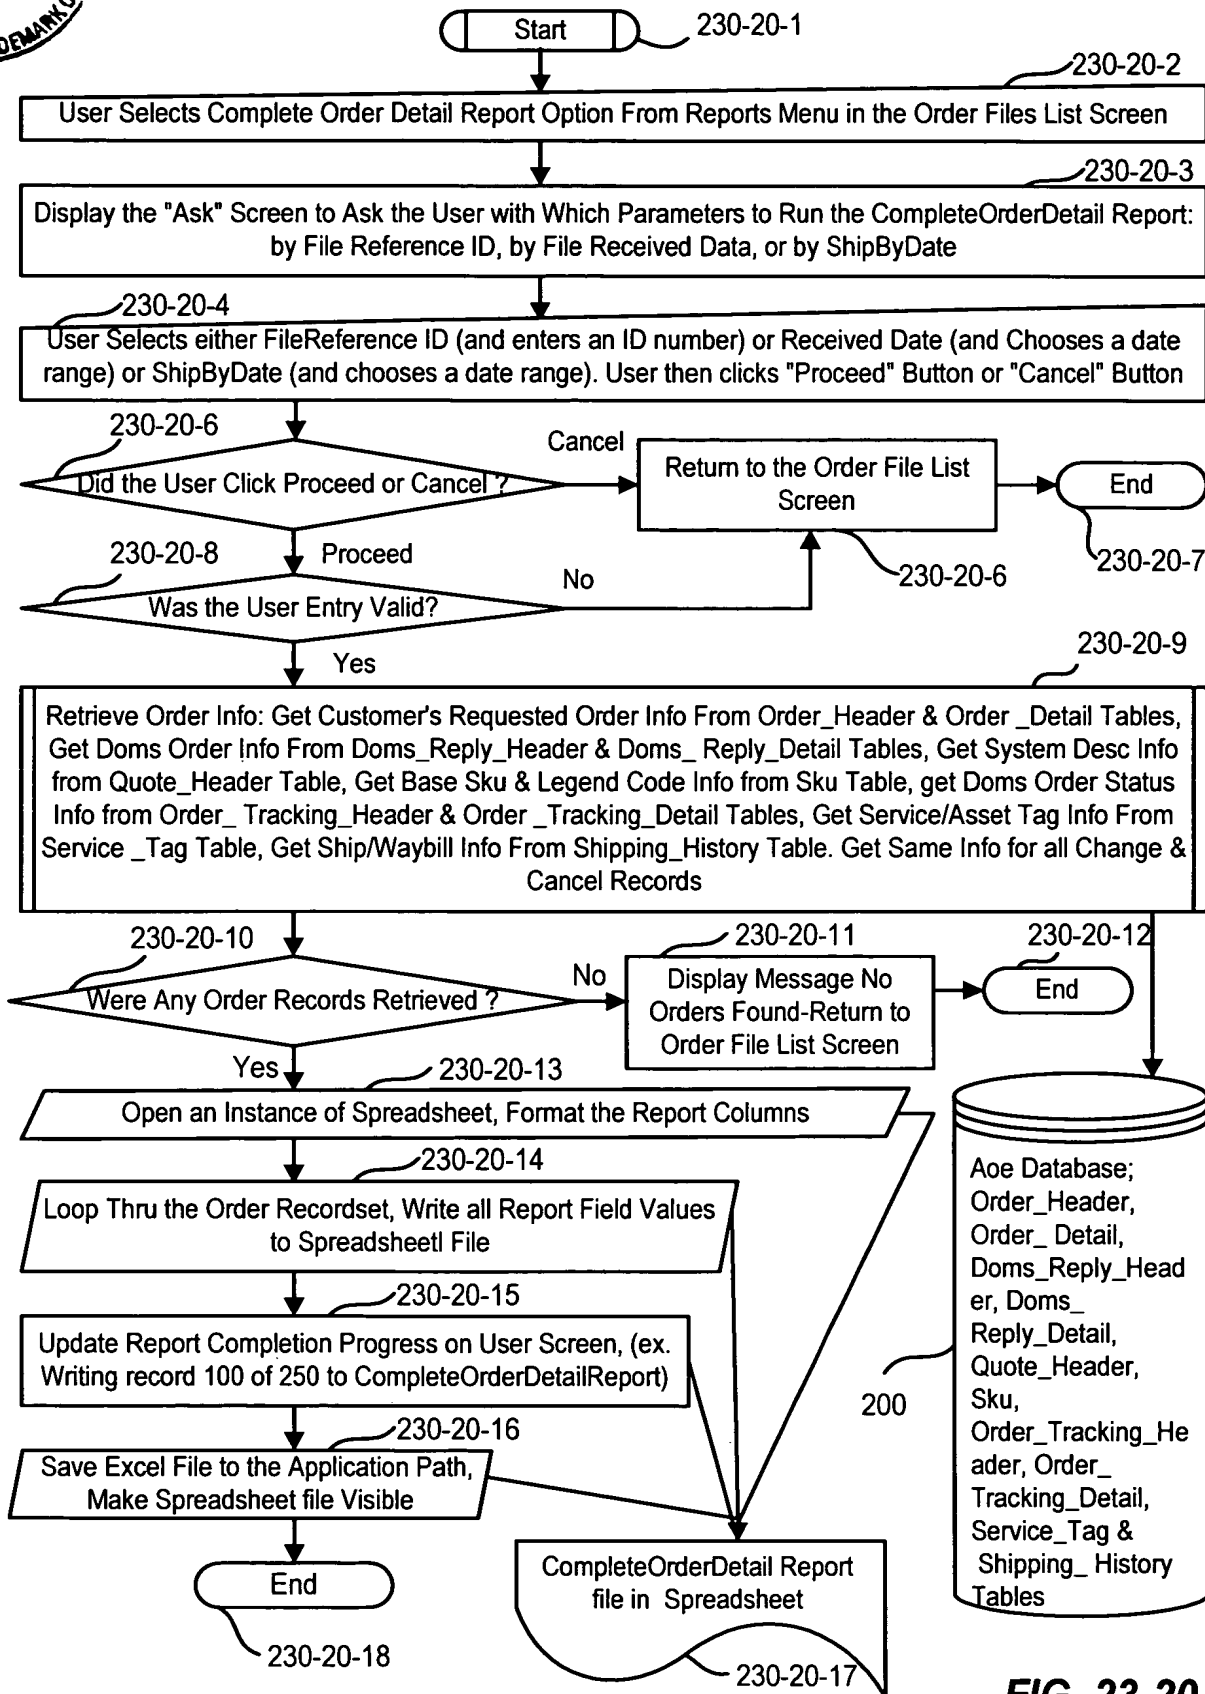 DEMARK
Start
230-20-1
230-20-2
User Selects Complete Order Detail Report Option From Reports Menu in the Order Files List Screen
230-20-3
Display the "Ask" Screen to Ask the User with Which Parameters to Run the CompleteOrderDetail Report:
by File Reference ID, by File Received Data, or by ShipByDate
230-20-4
User Selects either FileReference ID (and enters an ID number) or Received Date (and Chooses a date
range) or ShipByDate (and chooses a date range). User then clicks "Proceed" Button or "Cancel" Button
230-20-6
Did the User Click Proceed or Cancel ?
Cancel
Return to the Order File List
Screen
End
230-20-6
230-20-7
Proceed
230-20-8
Was the User Entry Valid?
No
Yes
230-20-9
Retrieve Order Info: Get Customer's Requested Order Info From Order_Header & Order _Detail Tables,
Get Doms Order Info From Doms_Reply_Header & Doms_ Reply_Detail Tables, Get System Desc Info
from Quote_Header Table, Get Base Sku & Legend Code Info from Sku Table, get Doms Order Status
Info from Order_ Tracking_Header & Order _Tracking_Detail Tables, Get Service/Asset Tag Info From
Service _Tag Table, Get Ship/Waybill Info From Shipping_History Table. Get Same Info for all Change &
Cancel Records
230-20-10
Were Any Order Records Retrieved ?
No
230-20-11
Display Message No
Orders Found-Return to
Order File List Screen
230-20-12
End
Yes
230-20-13
Open an Instance of Spreadsheet, Format the Report Columns
230-20-14
Loop Thru the Order Recordset, Write all Report Field Values
to Spreadsheetl File
230-20-15
Update Report Completion Progress on User Screen, (ex.
Writing record 100 of 250 to CompleteOrderDetailReport)
230-20-16
Save Excel File to the Application Path,
Make Spreadsheet file Visible
End
230-20-18
CompleteOrderDetail Report
file in Spreadsheet
230-20-17
200
Aoe Database;
Order_Header,
Order_ Detail,
Doms_Reply_Head
er, Doms_
Reply_Detail,
Quote_Header,
Sku,
Order_Tracking_He
ader, Order_
Tracking_Detail,
Service_Tag &
Shipping_ History
Tables
FIG. 23-20